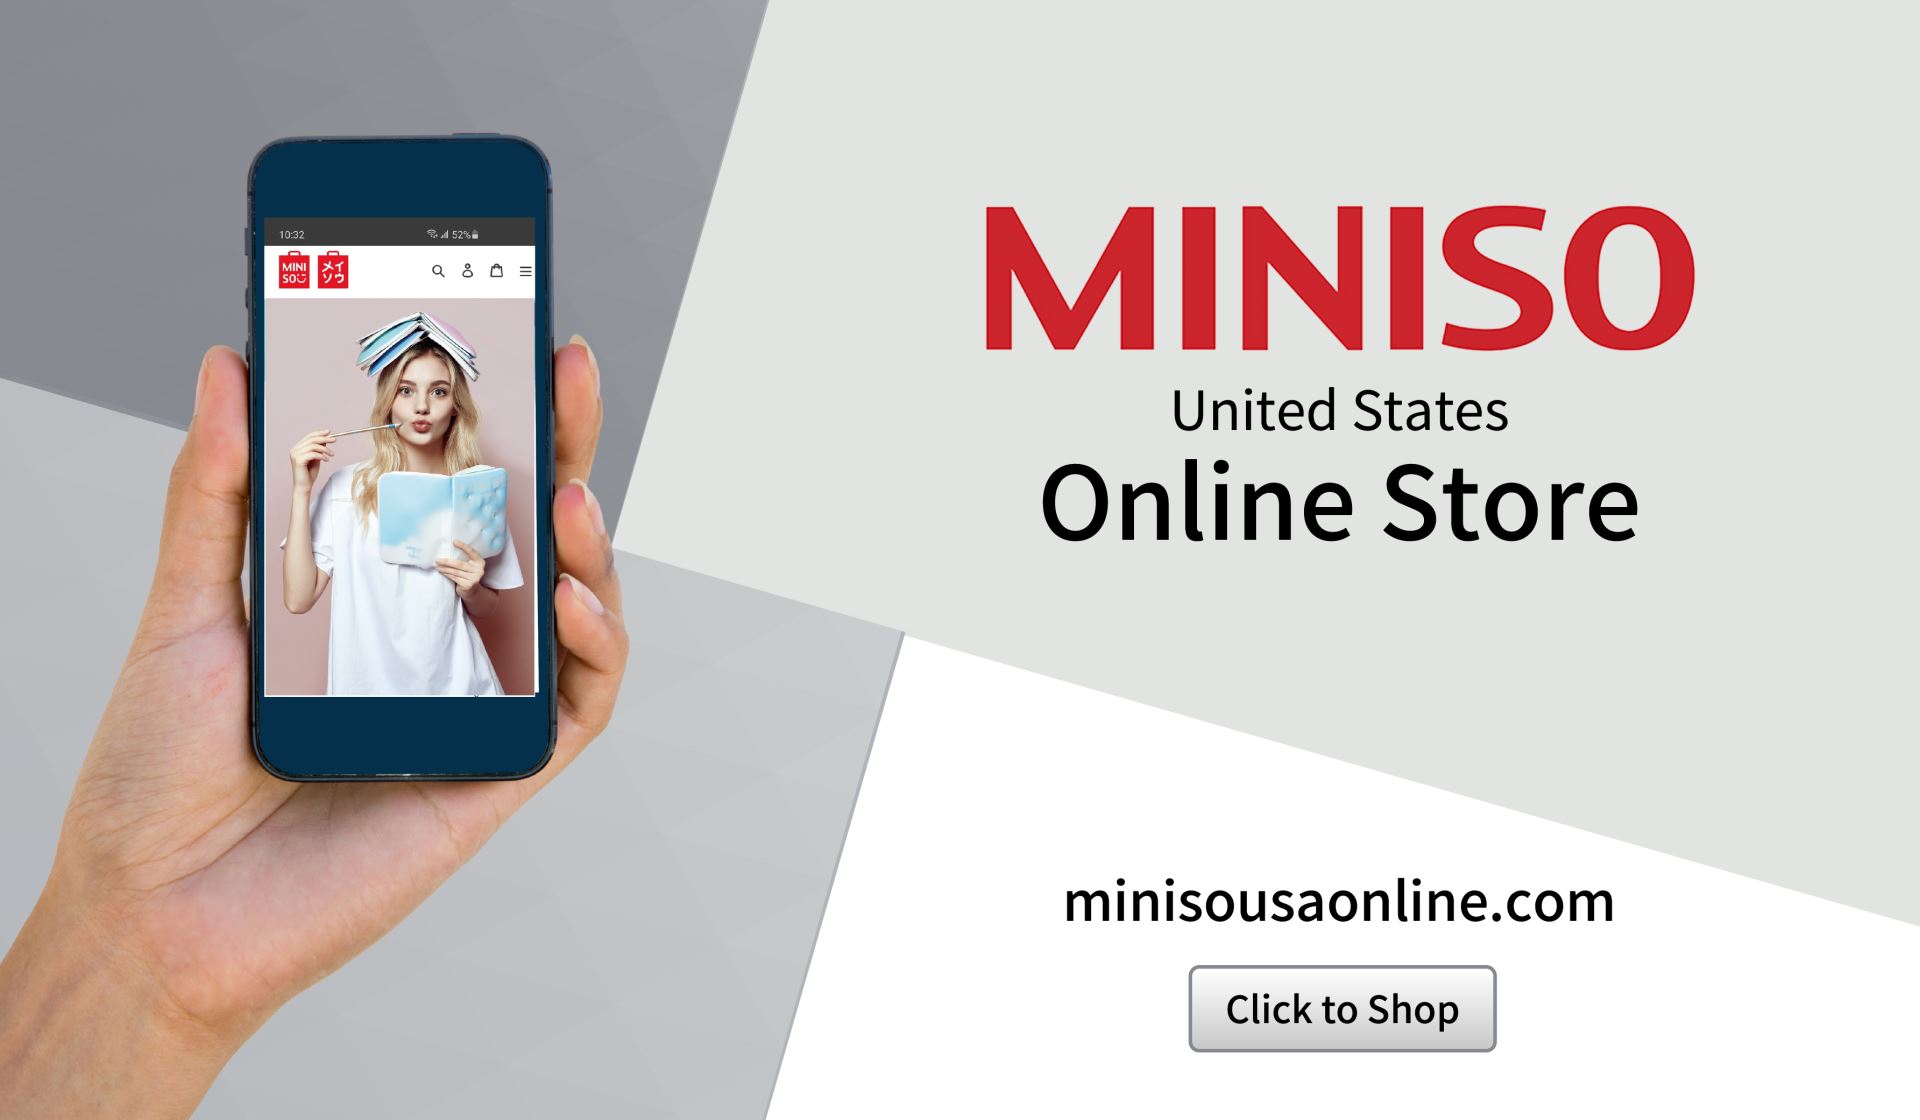 10:32
52%
MINI
SO
メイ
ソウ
MINISO
United States
Online Store
minisousaonline.com
Click to Shop